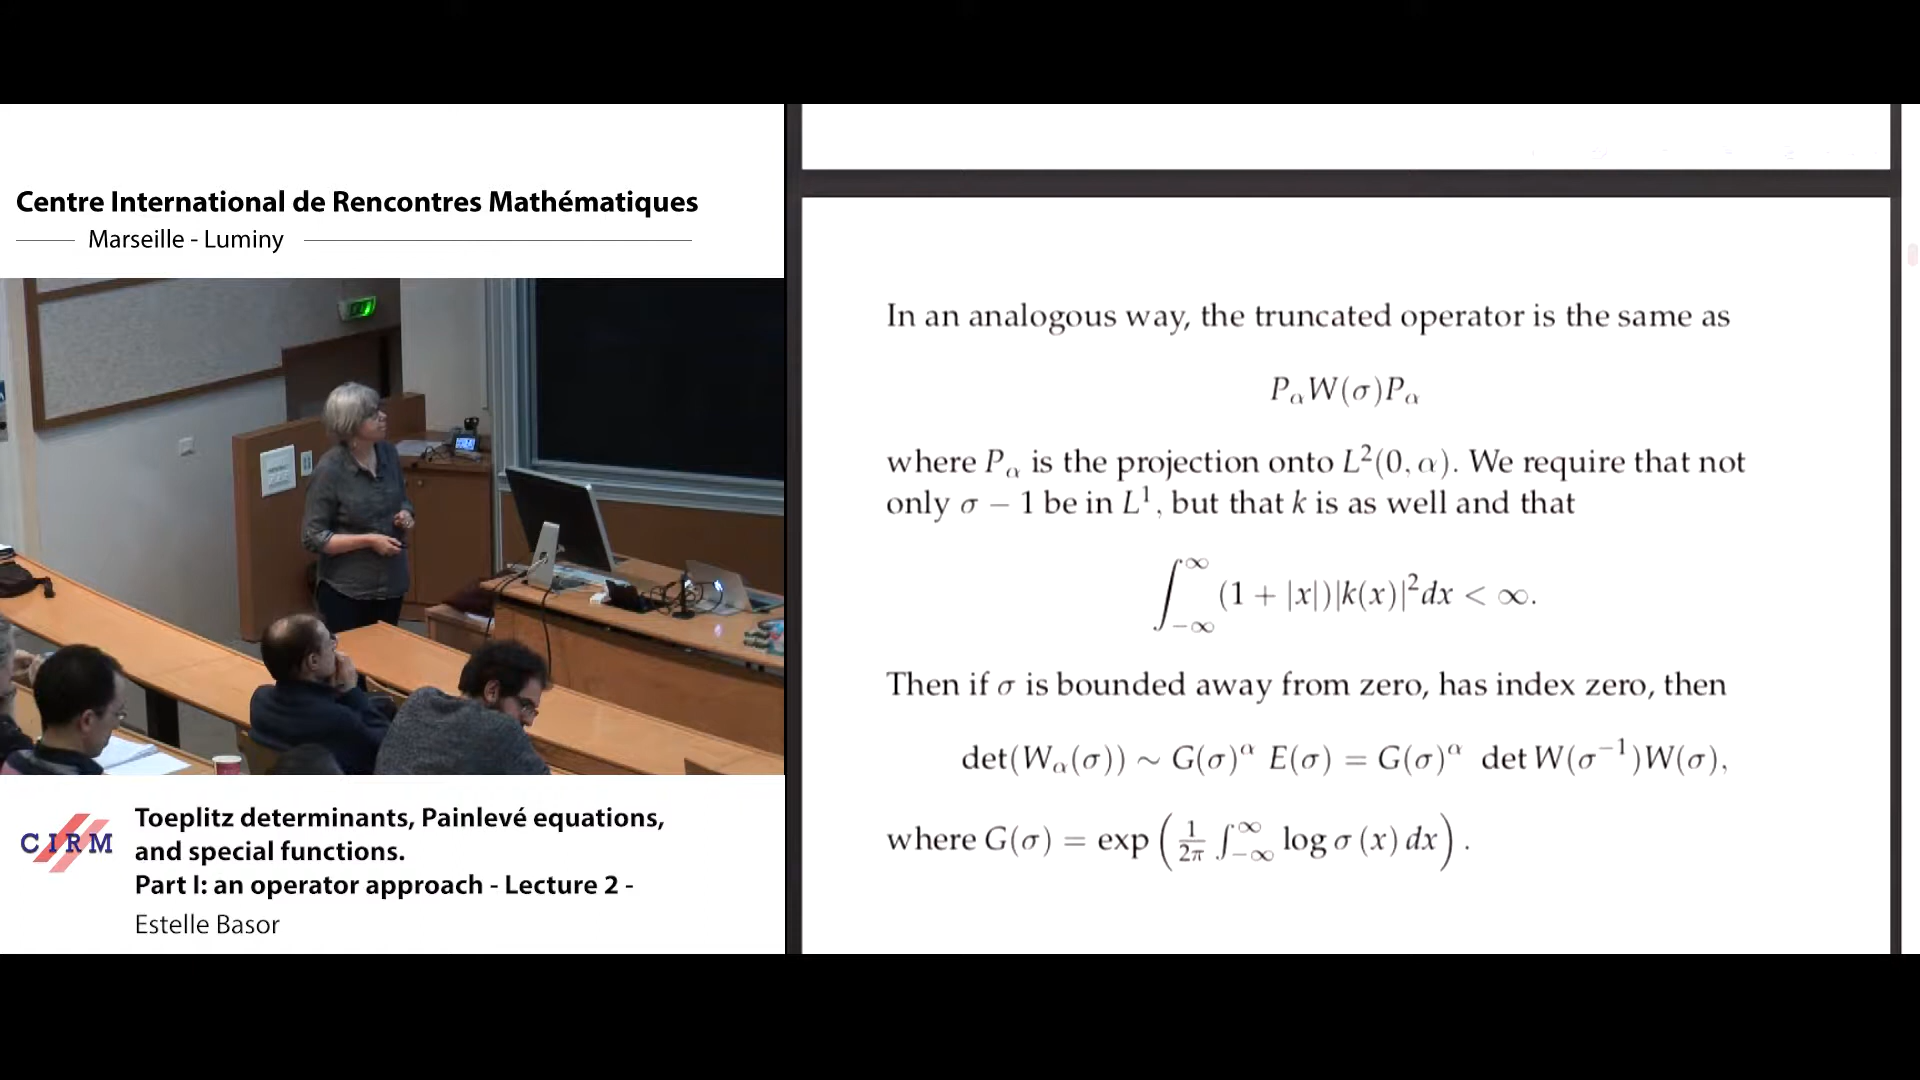 Centre International de Rencontres Mathématiques
Marseille - Luminy
In an analogous way, the truncated operator is the same as
P_α W(σ) P_α
where P_α is the projection onto L²(0, α). We require that not
only σ − 1 be in L¹, but that k is as well and that
∫_{−∞}^{∞} (1 + |x|)|k(x)|² dx < ∞.
Then if σ is bounded away from zero, has index zero, then
det(W_α(σ)) ∼ G(σ)^α E(σ) = G(σ)^α det W(σ^{−1})W(σ),
where G(σ) = exp ( 1/2π ∫_{−∞}^{∞} log σ (x) dx ) .
CIRM
Toeplitz determinants, Painlevé equations,
and special functions.
Part I: an operator approach - Lecture 2 -
Estelle Basor